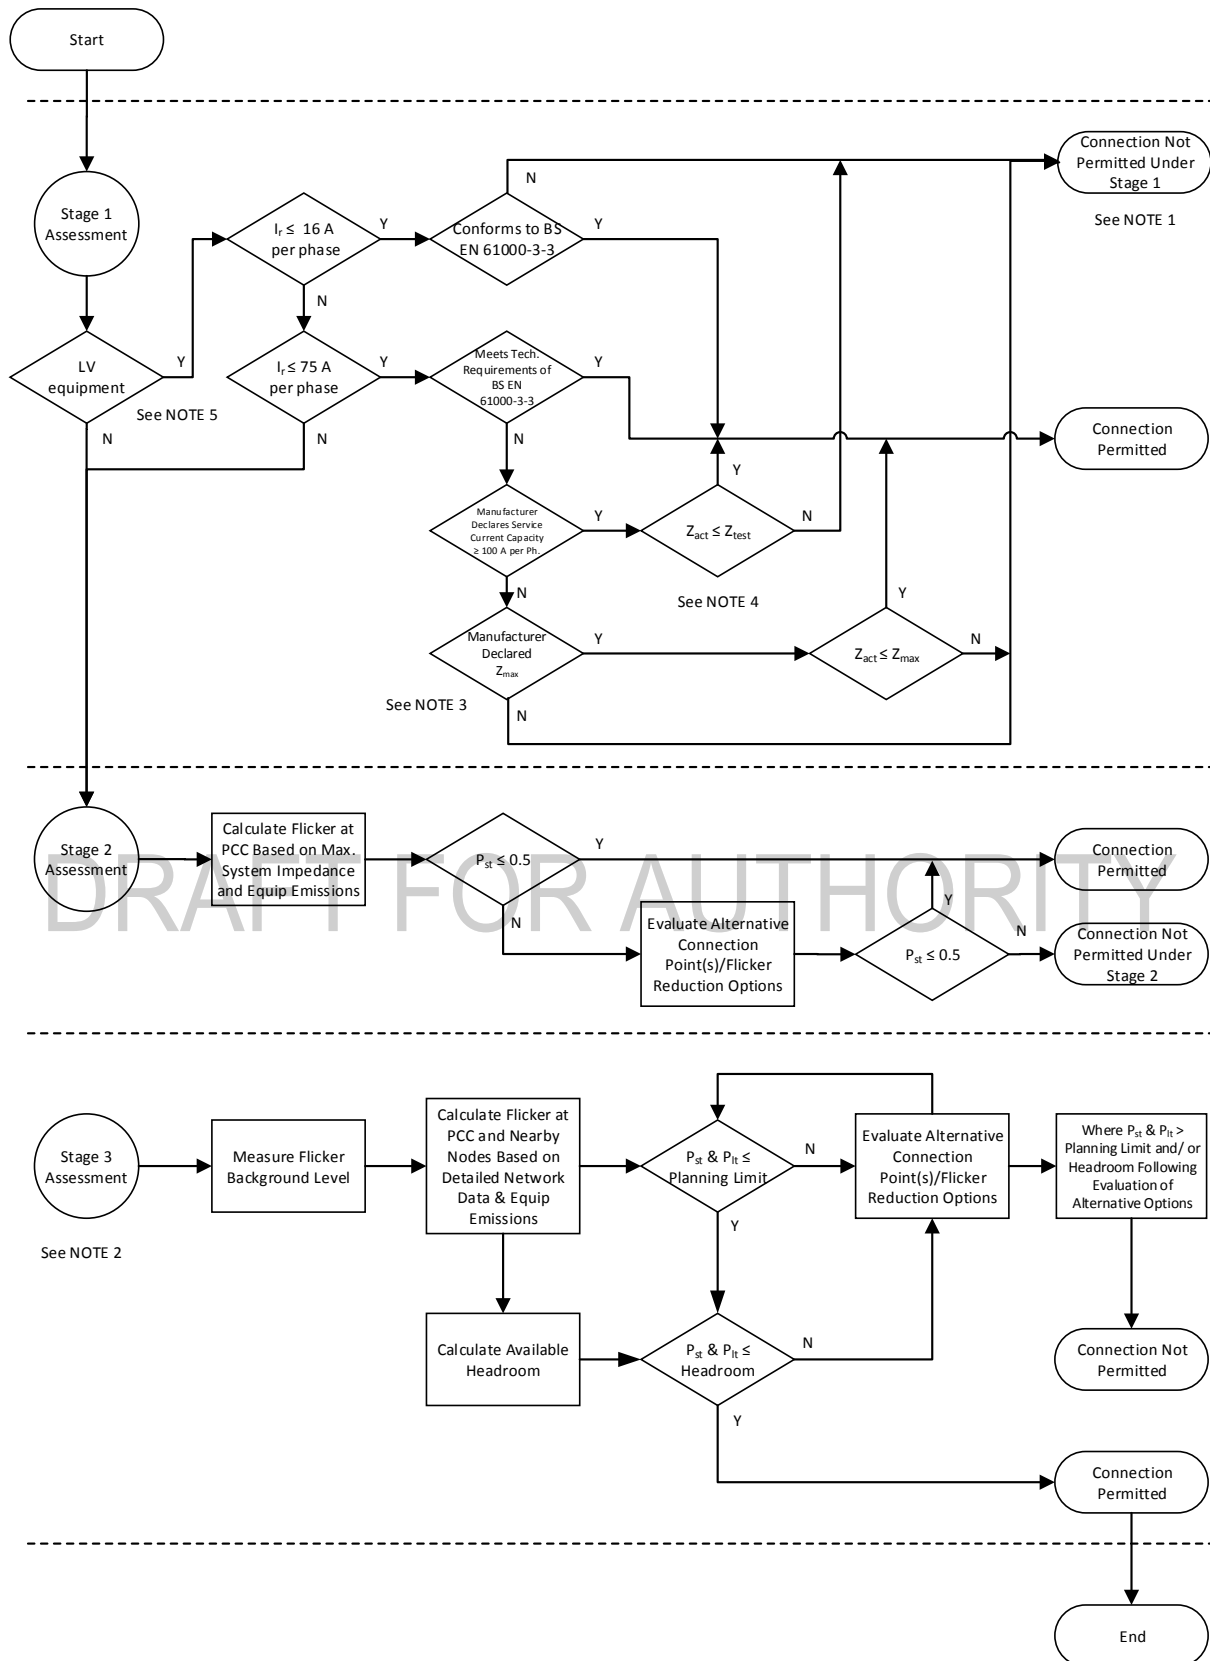 Start
Stage 1
Assessment
LV
equipment
Y
N
See NOTE 5
Iᵣ ≤ 16 A
per phase
Y
N
Iᵣ ≤ 75 A
per phase
Y
N
Conforms to BS
EN 61000-3-3
N
Y
Meets Tech.
Requirements of
BS EN
61000-3-3
Y
N
Manufacturer
Declares Service
Current Capacity
≥ 100 A per Ph.
Y
N
Manufacturer
Declared
Zmax
Y
N
See NOTE 3
Zact ≤ Ztest
Y
N
See NOTE 4
Zact ≤ Zmax
Y
N
Connection Not
Permitted Under
Stage 1
See NOTE 1
Connection
Permitted
Stage 2
Assessment
Calculate Flicker at
PCC Based on Max.
System Impedance
and Equip Emissions
Pst ≤ 0.5
Y
N
Evaluate Alternative
Connection
Point(s)/Flicker
Reduction Options
Pst ≤ 0.5
Y
N
Connection
Permitted
Connection Not
Permitted Under
Stage 2
DRAFT FOR AUTHORITY
Stage 3
Assessment
See NOTE 2
Measure Flicker
Background Level
Calculate Flicker at
PCC and Nearby
Nodes Based on
Detailed Network
Data & Equip
Emissions
Pst & Plt ≤
Planning Limit
N
Y
Evaluate Alternative
Connection
Point(s)/Flicker
Reduction Options
Where Pst & Plt >
Planning Limit and/ or
Headroom Following
Evaluation of
Alternative Options
Calculate Available
Headroom
Pst & Plt ≤
Headroom
N
Y
Connection Not
Permitted
Connection
Permitted
End